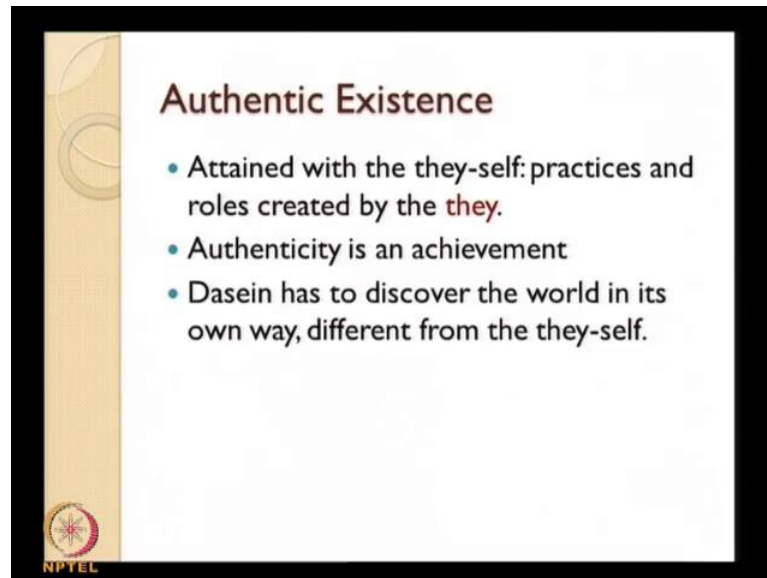 Authentic Existence
• Attained with the they-self: practices and
roles created by the they.
• Authenticity is an achievement
• Dasein has to discover the world in its
own way, different from the they-self.
NPTEL